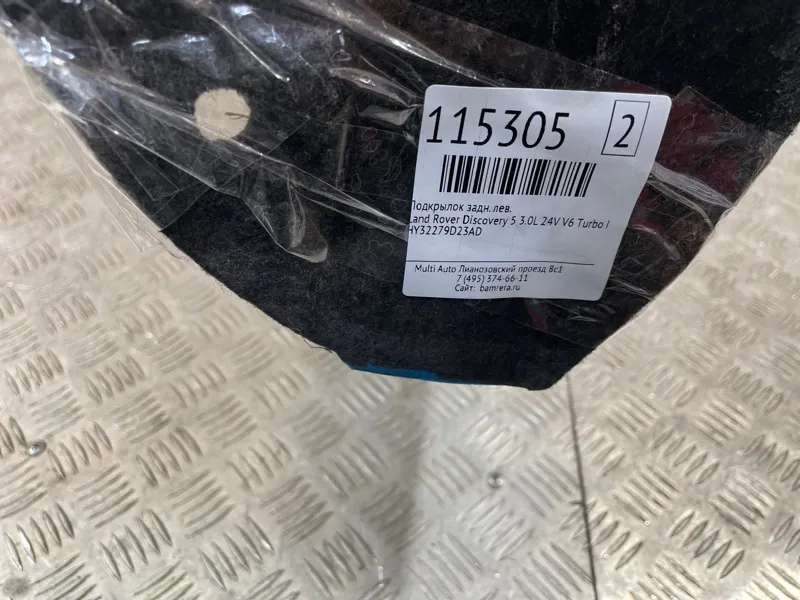 115305 2
Подкрылок задн.лев.
Land Rover Discovery 5 3.0L 24V V6 Turbo I
HY32279D23AD
Multi Auto Лианозовский проезд 8с1
7 (495) 374-66-11
Сайт: bamrera.ru